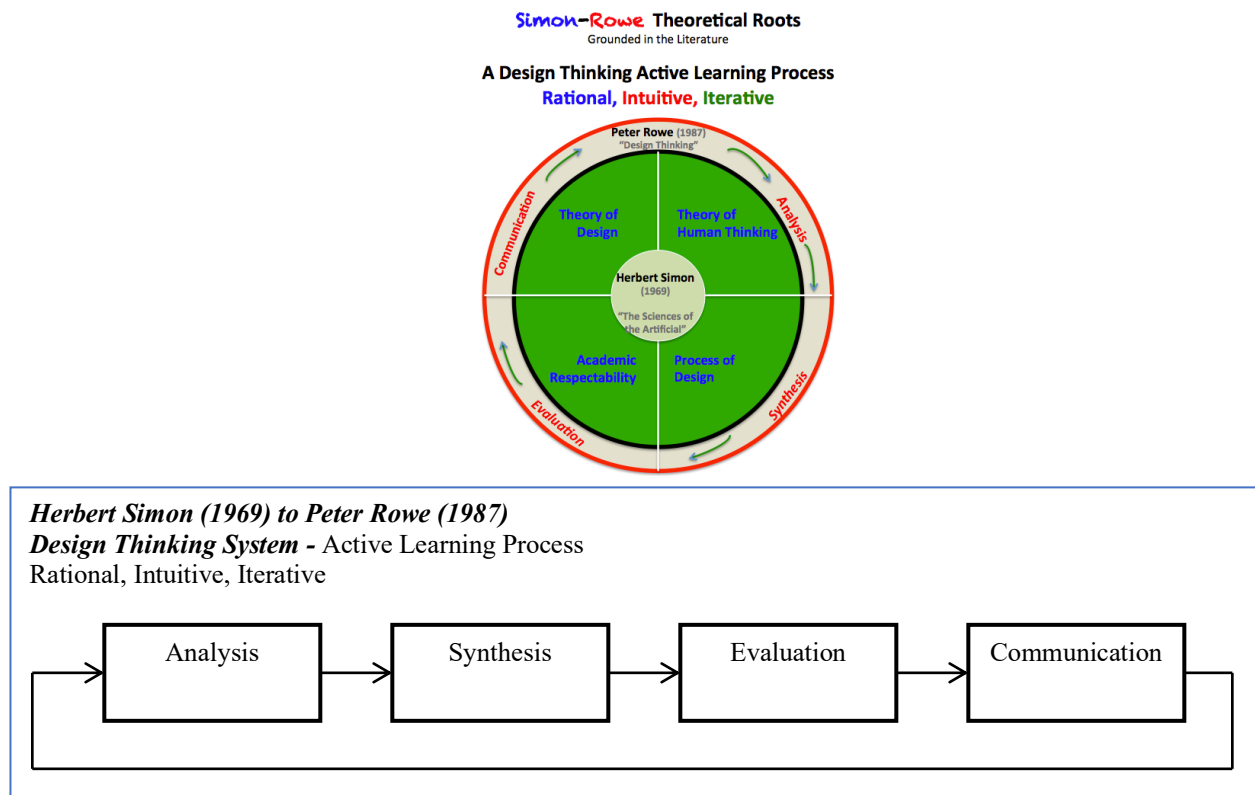 Simon-Rowe Theoretical Roots
Grounded in the Literature
A Design Thinking Active Learning Process
Rational, Intuitive, Iterative
Peter Rowe (1987)
"Design Thinking"
Communication
Analysis
Theory of
Design
Theory of
Human Thinking
Herbert Simon
(1969)
"The Sciences of
the Artificial"
Academic
Respectability
Process of
Design
Evaluation
Synthesis
Herbert Simon (1969) to Peter Rowe (1987)
Design Thinking System - Active Learning Process
Rational, Intuitive, Iterative
Analysis
Synthesis
Evaluation
Communication